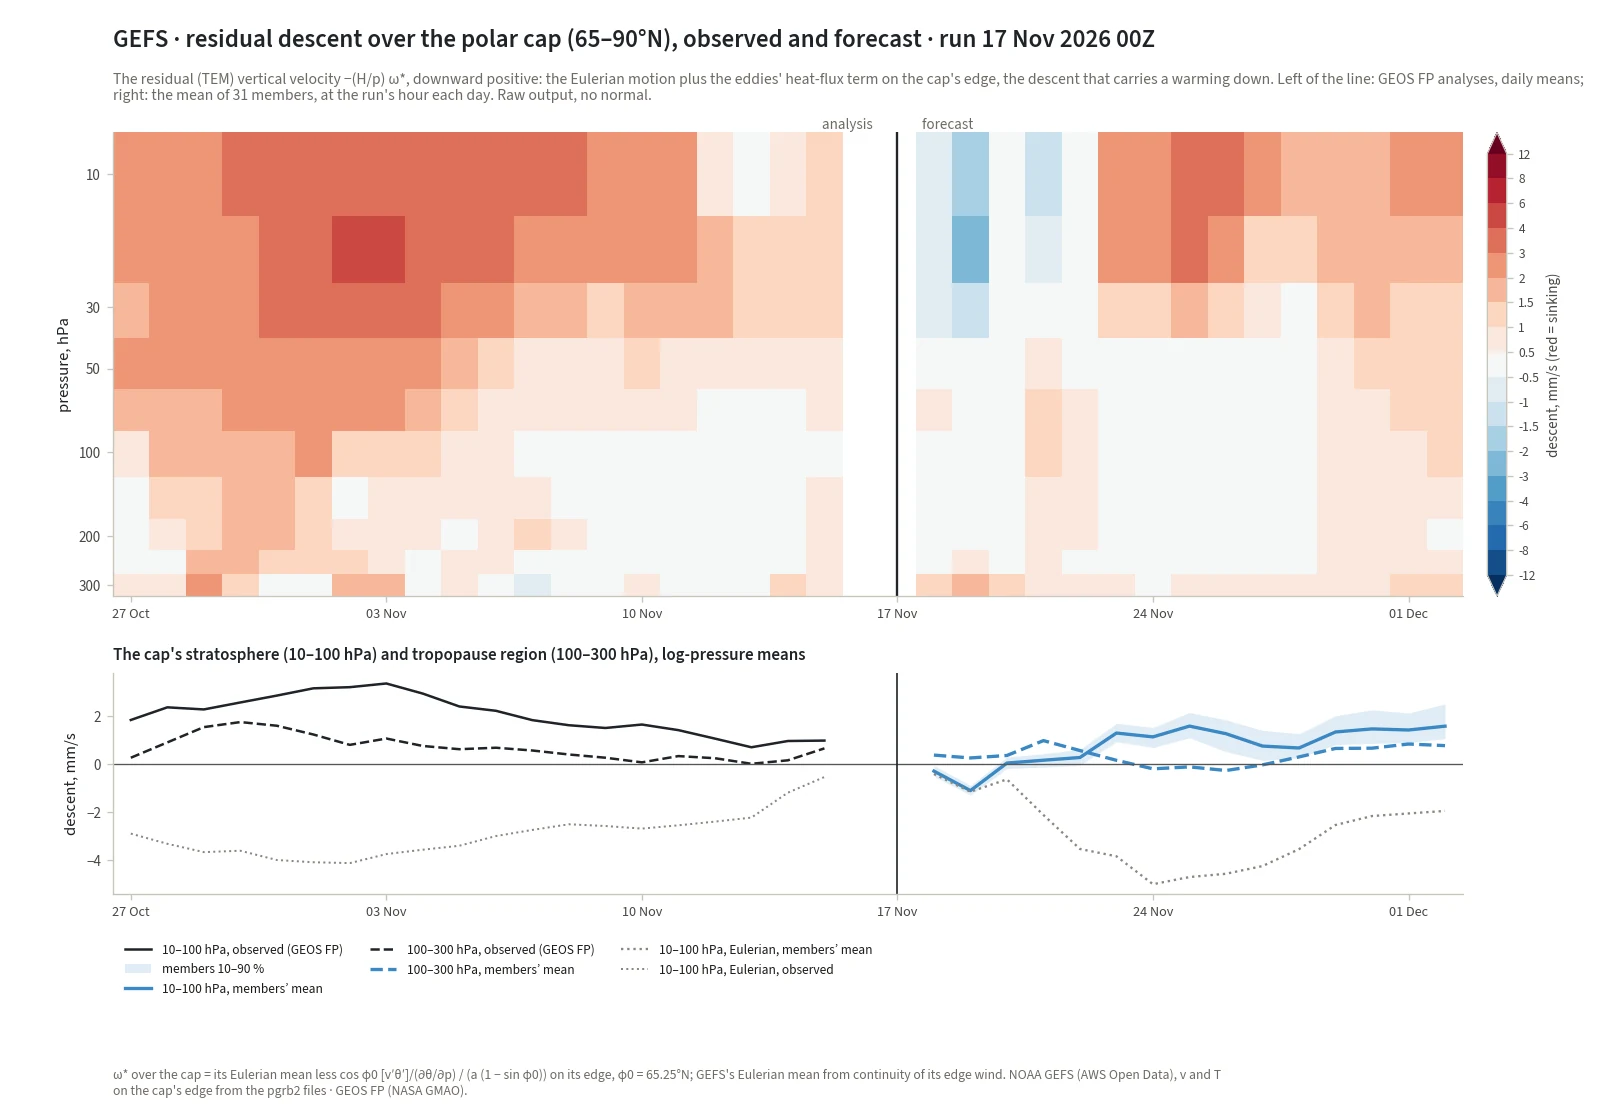 GEFS · residual descent over the polar cap (65–90°N), observed and forecast · run 17 Nov 2026 00Z
The residual (TEM) vertical velocity −(H/p) ω*, downward positive: the Eulerian motion plus the eddies' heat-flux term on the cap's edge, the descent that carries a warming down. Left of the line: GEOS FP analyses, daily means;
right: the mean of 31 members, at the run's hour each day. Raw output, no normal.
analysis
forecast
pressure, hPa
10
30
50
100
200
300
27 Oct
03 Nov
10 Nov
17 Nov
24 Nov
01 Dec
12
8
6
4
3
2
1.5
1
0.5
-0.5
-1
-1.5
-2
-3
-4
-6
-8
-12
descent, mm/s (red = sinking)
The cap's stratosphere (10–100 hPa) and tropopause region (100–300 hPa), log-pressure means
descent, mm/s
2
0
−2
−4
27 Oct
03 Nov
10 Nov
17 Nov
24 Nov
01 Dec
10–100 hPa, observed (GEOS FP)
members 10–90 %
10–100 hPa, members’ mean
100–300 hPa, observed (GEOS FP)
100–300 hPa, members’ mean
10–100 hPa, Eulerian, members’ mean
10–100 hPa, Eulerian, observed
ω* over the cap = its Eulerian mean less cos φ0 [v′θ′]/(∂θ/∂p) / (a (1 − sin φ0)) on its edge, φ0 = 65.25°N; GEFS's Eulerian mean from continuity of its edge wind. NOAA GEFS (AWS Open Data), v and T
on the cap's edge from the pgrb2 files · GEOS FP (NASA GMAO).